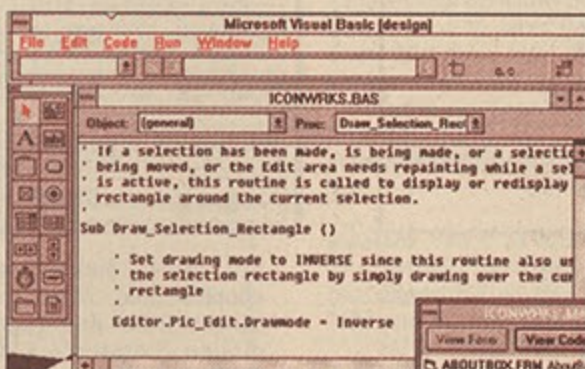 Microsoft Visual Basic [design]
File Edit Code Run Window Help
ICONWRKS.BAS
Object: (general) Proc: Draw_Selection_Rect
' If a selection has been made, is being made, or a selectio
' being moved, or the Edit area needs repainting while a sel
' is active, this routine is called to display or redisplay
' rectangle around the current selection.
'
Sub Draw_Selection_Rectangle ()
' Set drawing mode to INVERSE since this routine also us
' the selection rectangle by simply drawing over the cur
' rectangle
Editor.Pic_Edit.Drawmode = Inverse
ICONWRKS.MAK
View Form View Code
ABOUTBOX.FRM